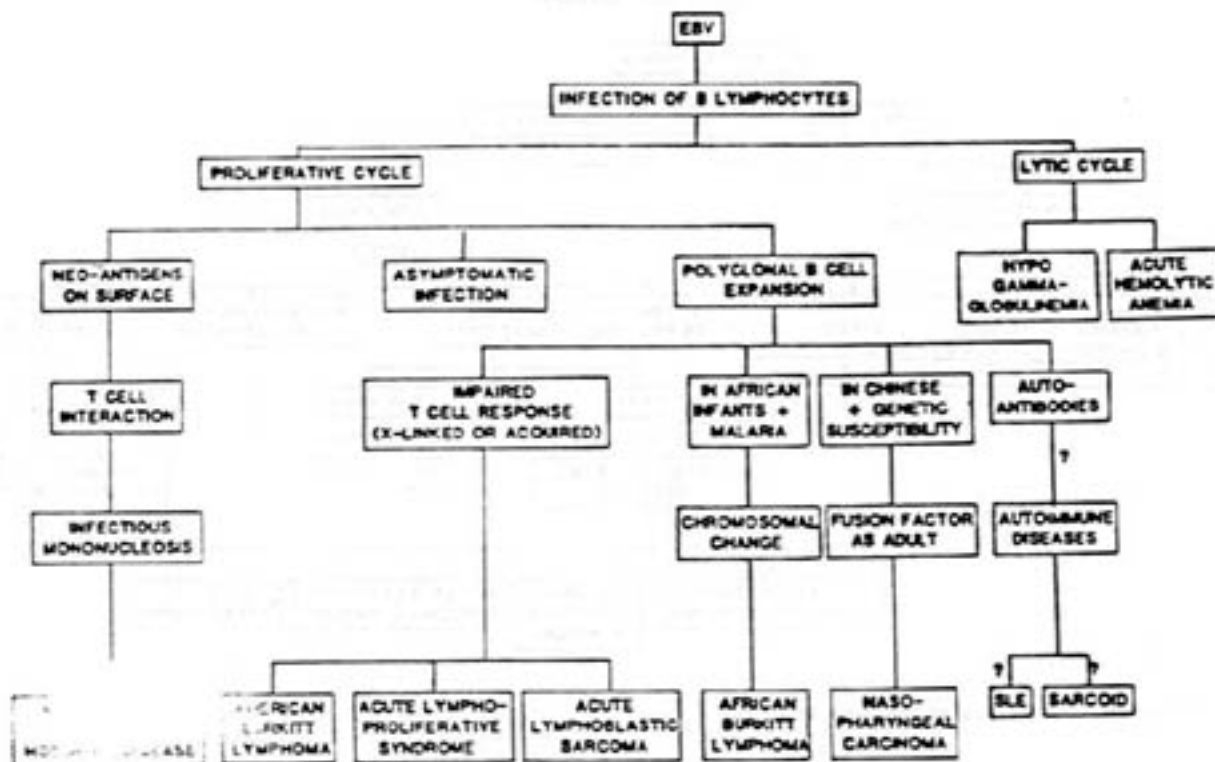 EBV
INFECTION OF B LYMPHOCYTES
PROLIFERATIVE CYCLE
LYTIC CYCLE
NEO-ANTIGENS
ON SURFACE
ASYMPTOMATIC
INFECTION
POLYCLONAL B CELL
EXPANSION
HYPO
GAMMA-
GLOBULINEMIA
ACUTE
HEMOLYTIC
ANEMIA
T CELL
INTERACTION
IMPAIRED
T CELL RESPONSE
(X-LINKED OR ACQUIRED)
IN AFRICAN
INFANTS +
MALARIA
IN CHINESE
+ GENETIC
SUSCEPTIBILITY
AUTO-
ANTIBODIES
?
INFECTIOUS
MONONUCLEOSIS
CHROMOSOMAL
CHANGE
FUSION FACTOR
AS ADULT
AUTOIMMUNE
DISEASES
DISEASE
AMERICAN
BURKITT
LYMPHOMA
ACUTE LYMPHO-
PROLIFERATIVE
SYNDROME
ACUTE
LYMPHOBLASTIC
SARCOMA
AFRICAN
BURKITT
LYMPHOMA
NASO-
PHARYNGEAL
CARCINOMA
?
SLE
?
SARCOID